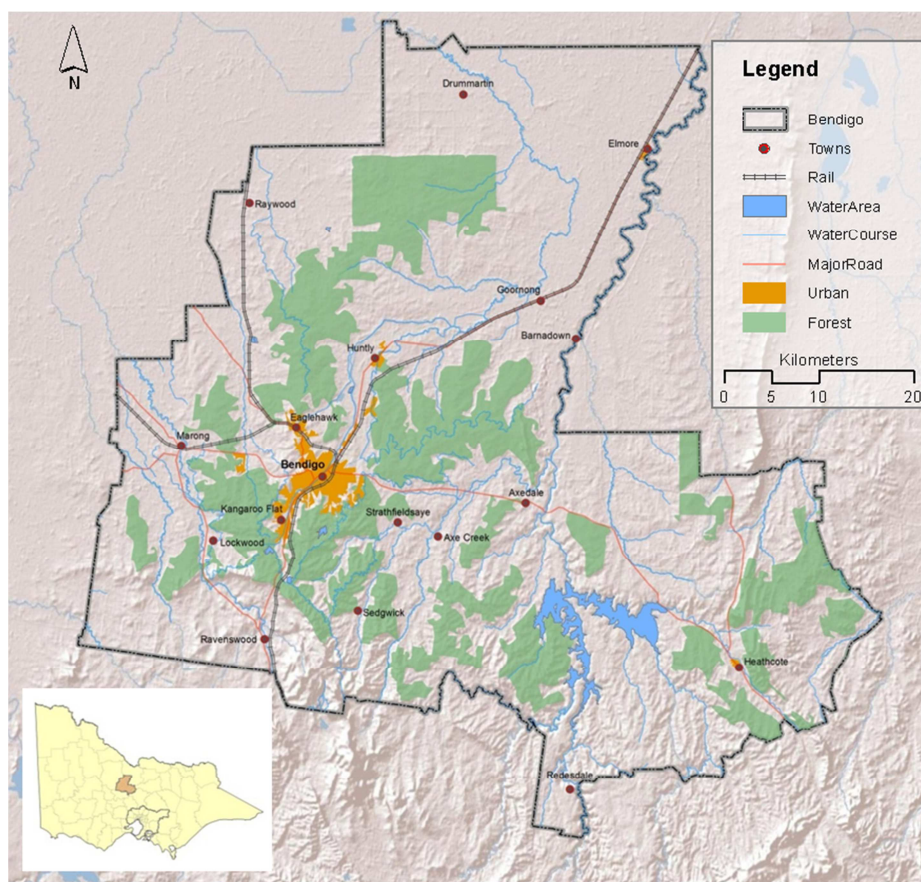 N
Drummartin
Elmore
Raywood
Goornong
Barnadown
Huntly
Eaglehawk
Marong
Bendigo
Axedale
Kangaroo Flat
Strathfieldsaye
Lockwood
Axe Creek
Sedgwick
Ravenswood
Heathcote
Redesdale
Legend
Bendigo
Towns
Rail
WaterArea
WaterCourse
MajorRoad
Urban
Forest
Kilometers
0 5 10 20